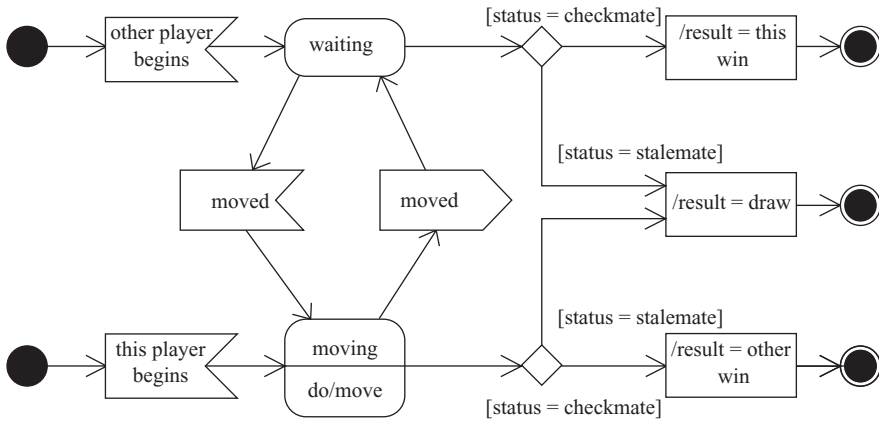 [status = checkmate]
other player
begins
waiting
/result = this
win
[status = stalemate]
moved
moved
/result = draw
[status = stalemate]
this player
begins
moving
do/move
/result = other
win
[status = checkmate]